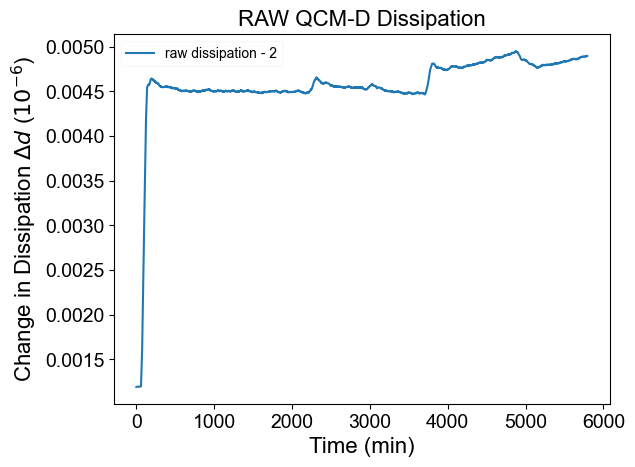 RAW QCM-D Dissipation
raw dissipation - 2
Change in Dissipation Δd (10⁻⁶)
0.0050
0.0045
0.0040
0.0035
0.0030
0.0025
0.0020
0.0015
0 1000 2000 3000 4000 5000 6000
Time (min)